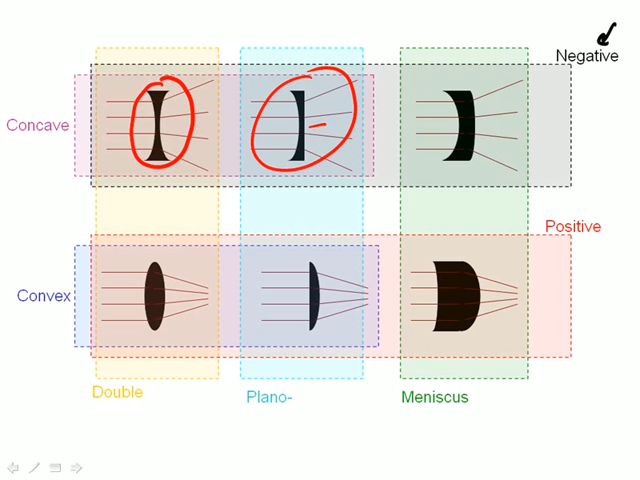 Negative
Concave
Positive
Convex
Double
Plano-
Meniscus